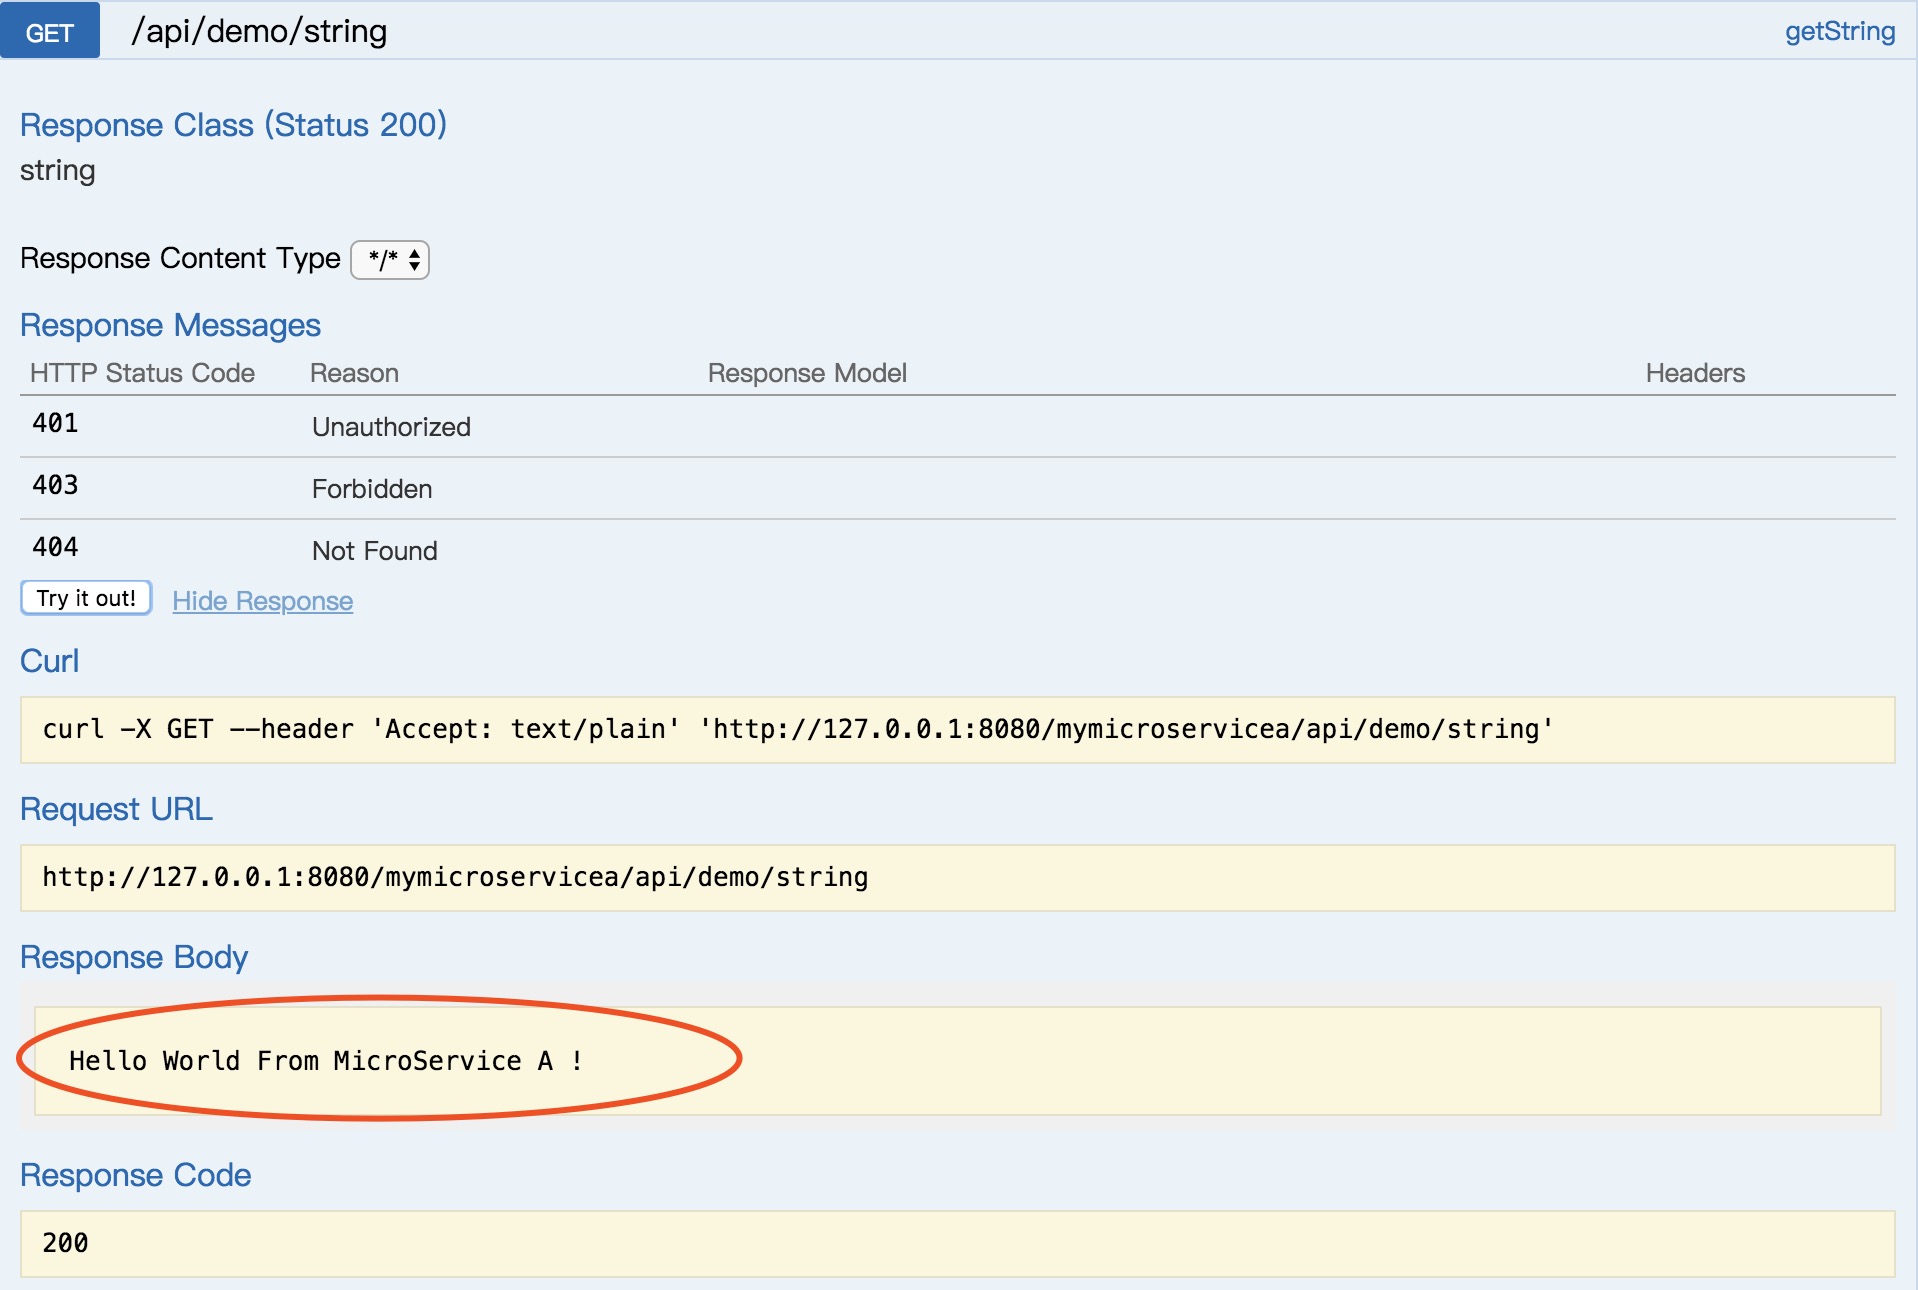 GET /api/demo/string getString
Response Class (Status 200)
string
Response Content Type */*
Response Messages
HTTP Status Code Reason Response Model Headers
401 Unauthorized
403 Forbidden
404 Not Found
Try it out! Hide Response
Curl
curl -X GET --header 'Accept: text/plain' 'http://127.0.0.1:8080/mymicroservicea/api/demo/string'
Request URL
http://127.0.0.1:8080/mymicroservicea/api/demo/string
Response Body
Hello World From MicroService A !
Response Code
200